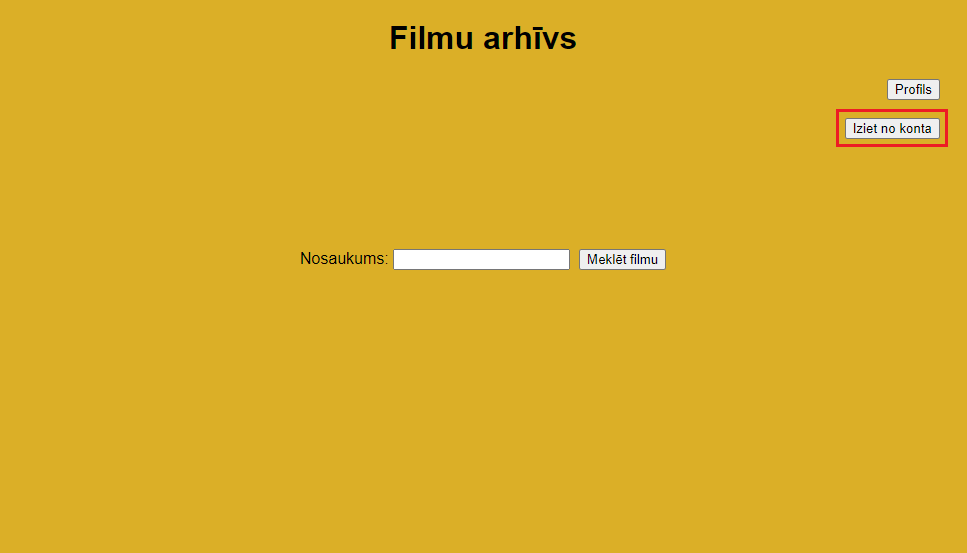 Filmu arhīvs
Profils
Iziet no konta
Nosaukums: Meklēt filmu